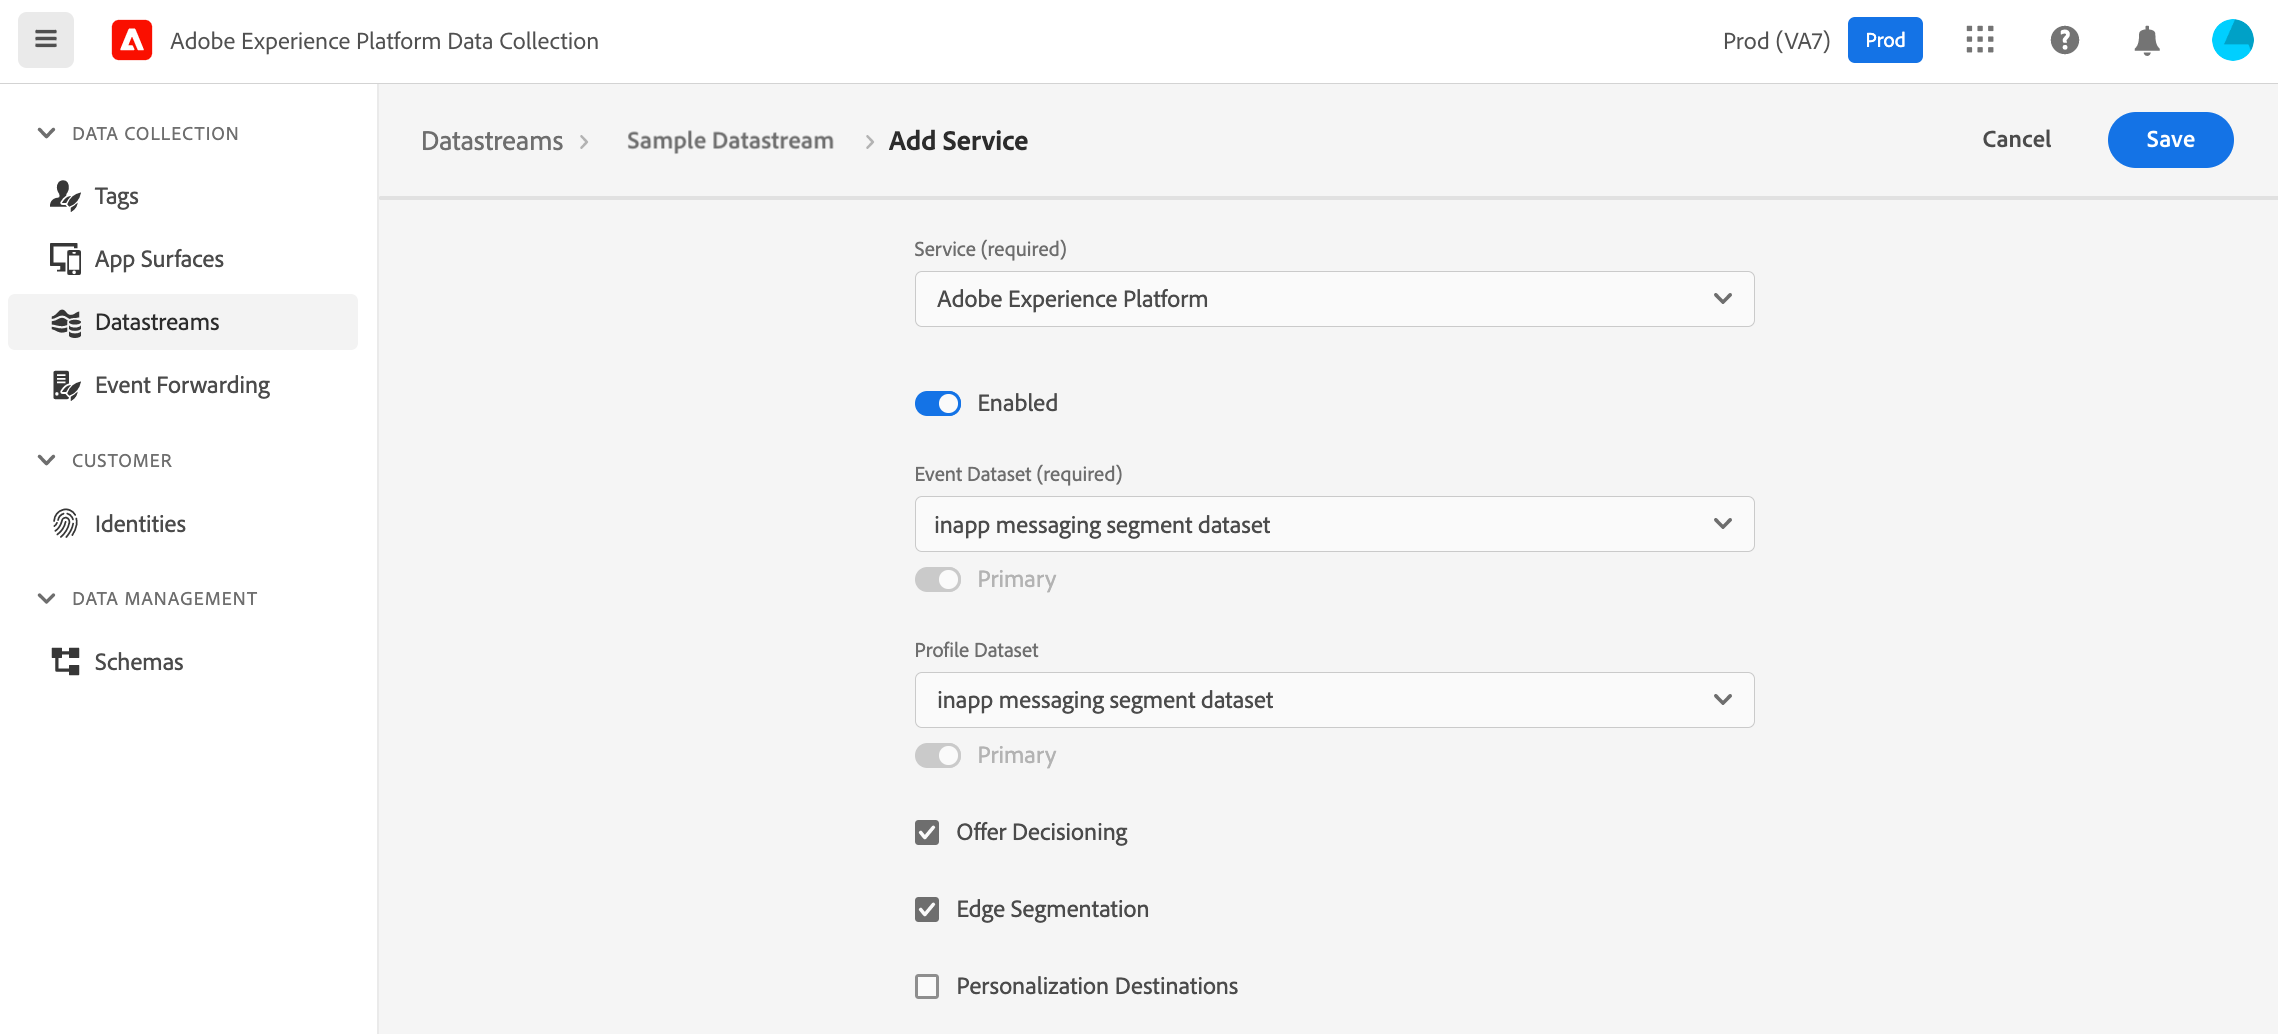 Adobe Experience Platform Data Collection
Prod (VA7)
Prod
DATA COLLECTION
Tags
App Surfaces
Datastreams
Event Forwarding
CUSTOMER
Identities
DATA MANAGEMENT
Schemas
Datastreams > Sample Datastream > Add Service
Cancel
Save
Service (required)
Adobe Experience Platform
Enabled
Event Dataset (required)
inapp messaging segment dataset
Primary
Profile Dataset
inapp messaging segment dataset
Primary
Offer Decisioning
Edge Segmentation
Personalization Destinations